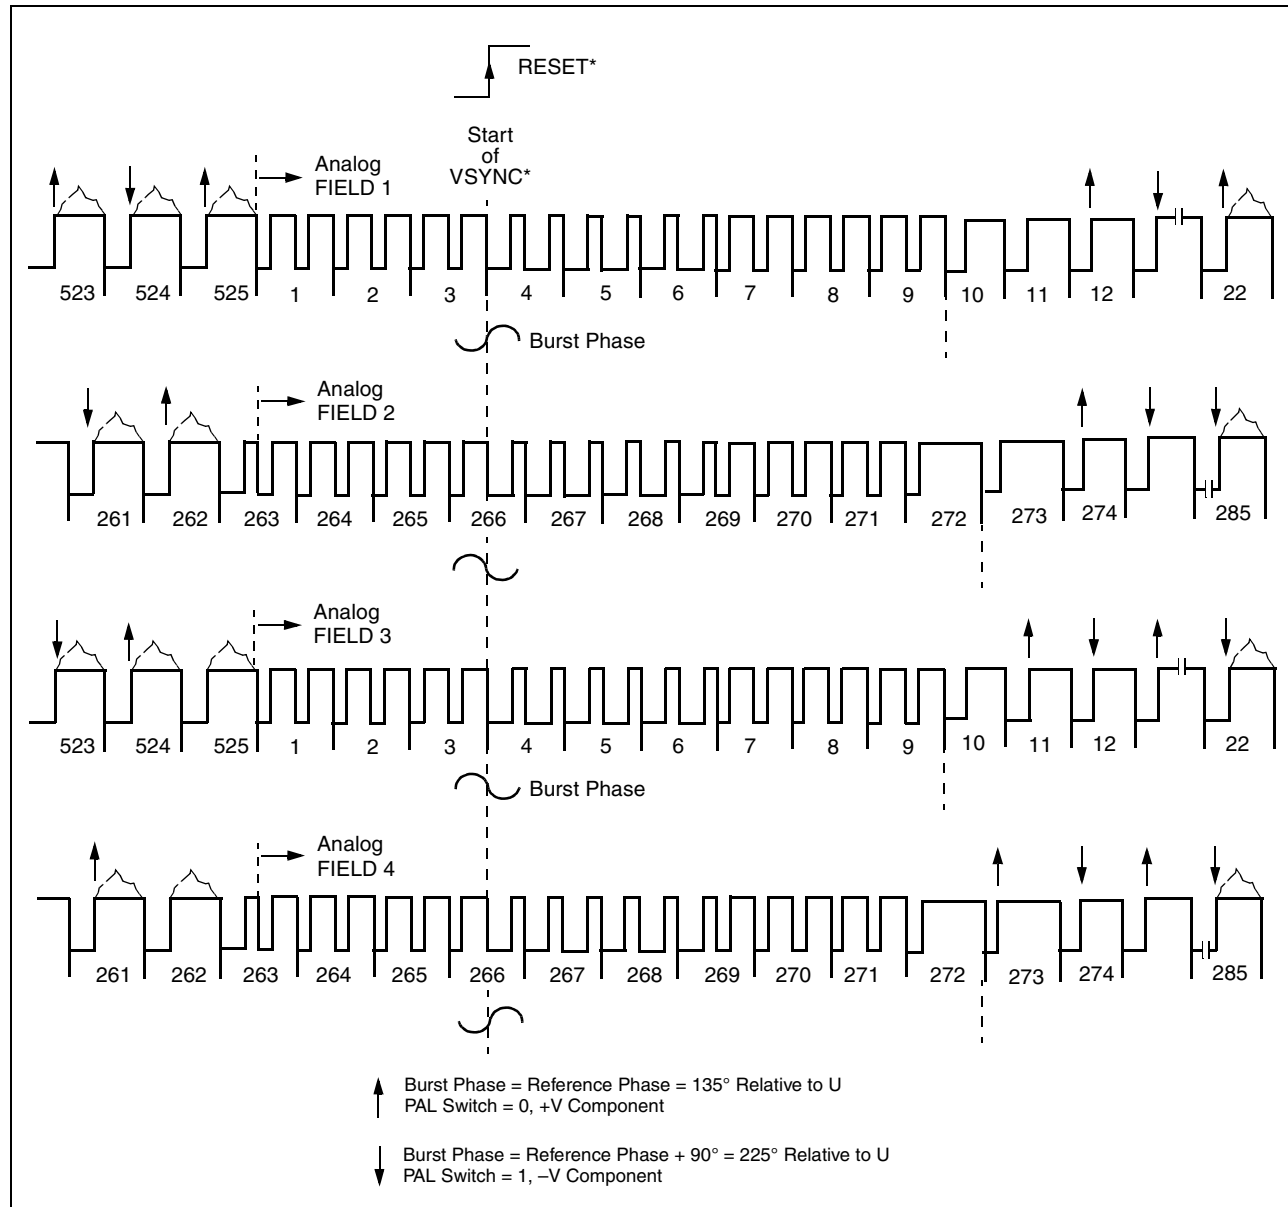 RESET*
Start
of
VSYNC*
Analog
FIELD 1
523 524 525 1 2 3 4 5 6 7 8 9 10 11 12 22
Burst Phase
Analog
FIELD 2
261 262 263 264 265 266 267 268 269 270 271 272 273 274 285
Analog
FIELD 3
523 524 525 1 2 3 4 5 6 7 8 9 10 11 12 22
Burst Phase
Analog
FIELD 4
261 262 263 264 265 266 267 268 269 270 271 272 273 274 285
Burst Phase = Reference Phase = 135° Relative to U
PAL Switch = 0, +V Component
Burst Phase = Reference Phase + 90° = 225° Relative to U
PAL Switch = 1, –V Component